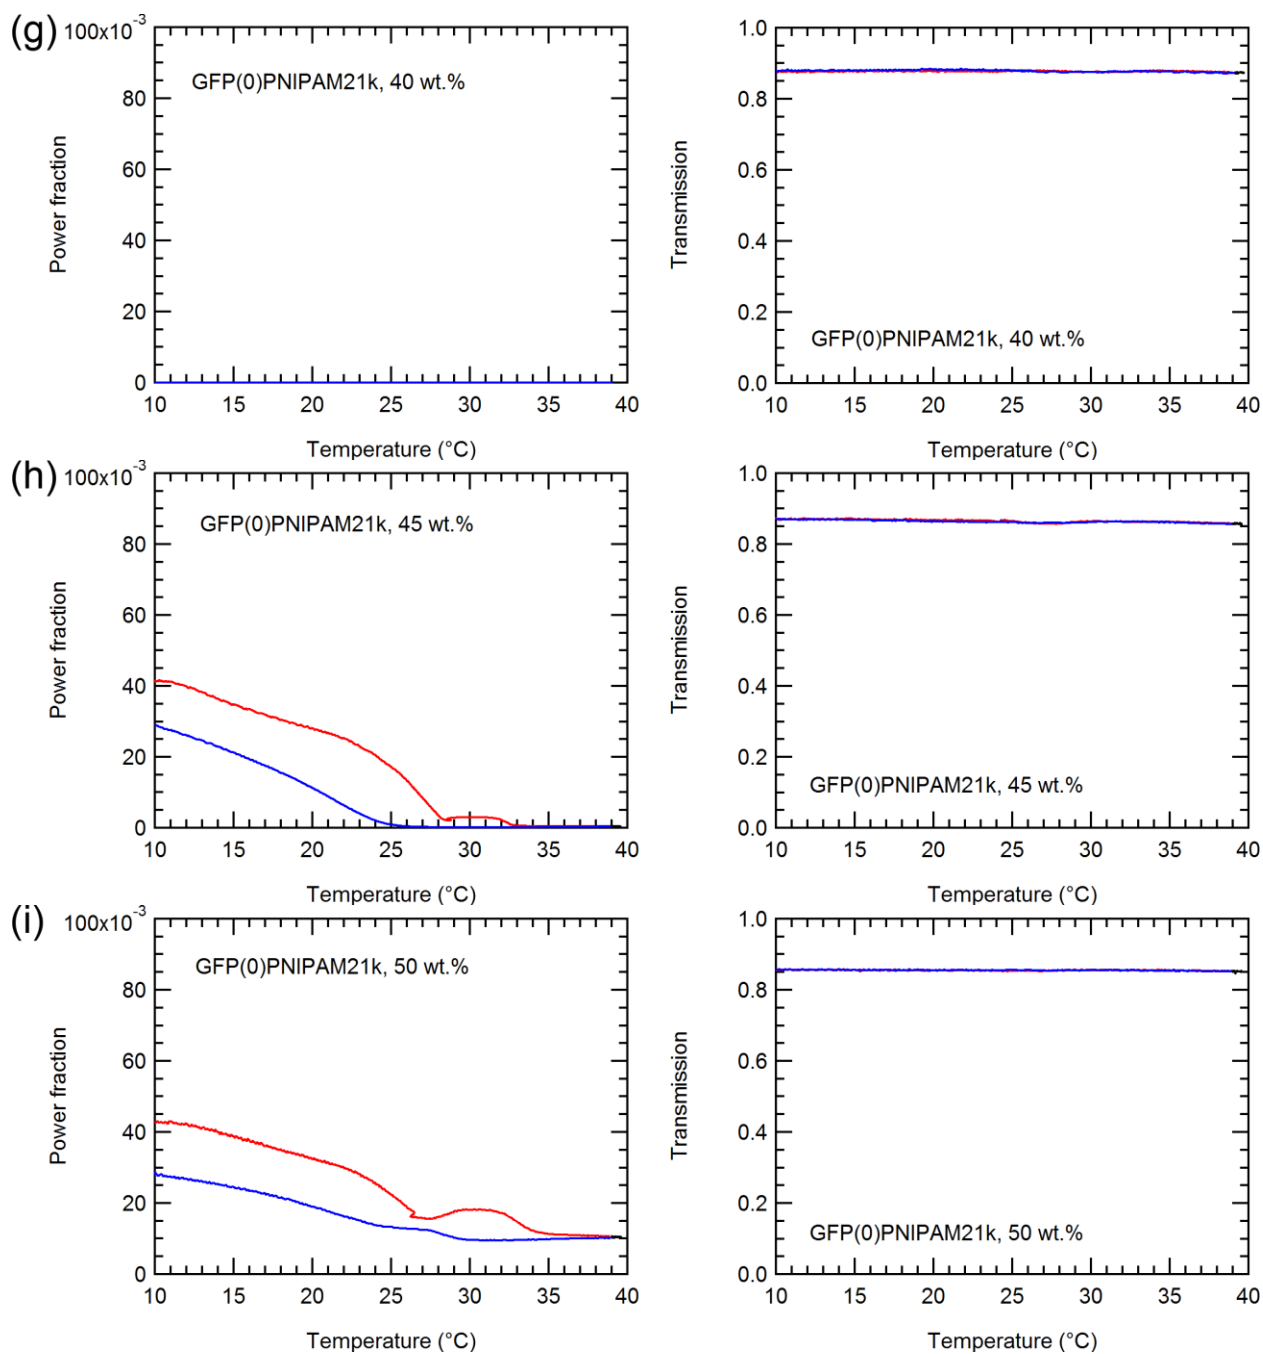 (g)
100x10⁻³
80
60
40
20
0
Power fraction
GFP(0)PNIPAM21k, 40 wt.%
10 15 20 25 30 35 40
Temperature (°C)
1.0
0.8
0.6
0.4
0.2
0.0
Transmission
GFP(0)PNIPAM21k, 40 wt.%
10 15 20 25 30 35 40
Temperature (°C)
(h)
100x10⁻³
80
60
40
20
0
Power fraction
GFP(0)PNIPAM21k, 45 wt.%
10 15 20 25 30 35 40
Temperature (°C)
1.0
0.8
0.6
0.4
0.2
0.0
Transmission
GFP(0)PNIPAM21k, 45 wt.%
10 15 20 25 30 35 40
Temperature (°C)
(i)
100x10⁻³
80
60
40
20
0
Power fraction
GFP(0)PNIPAM21k, 50 wt.%
10 15 20 25 30 35 40
Temperature (°C)
1.0
0.8
0.6
0.4
0.2
0.0
Transmission
GFP(0)PNIPAM21k, 50 wt.%
10 15 20 25 30 35 40
Temperature (°C)